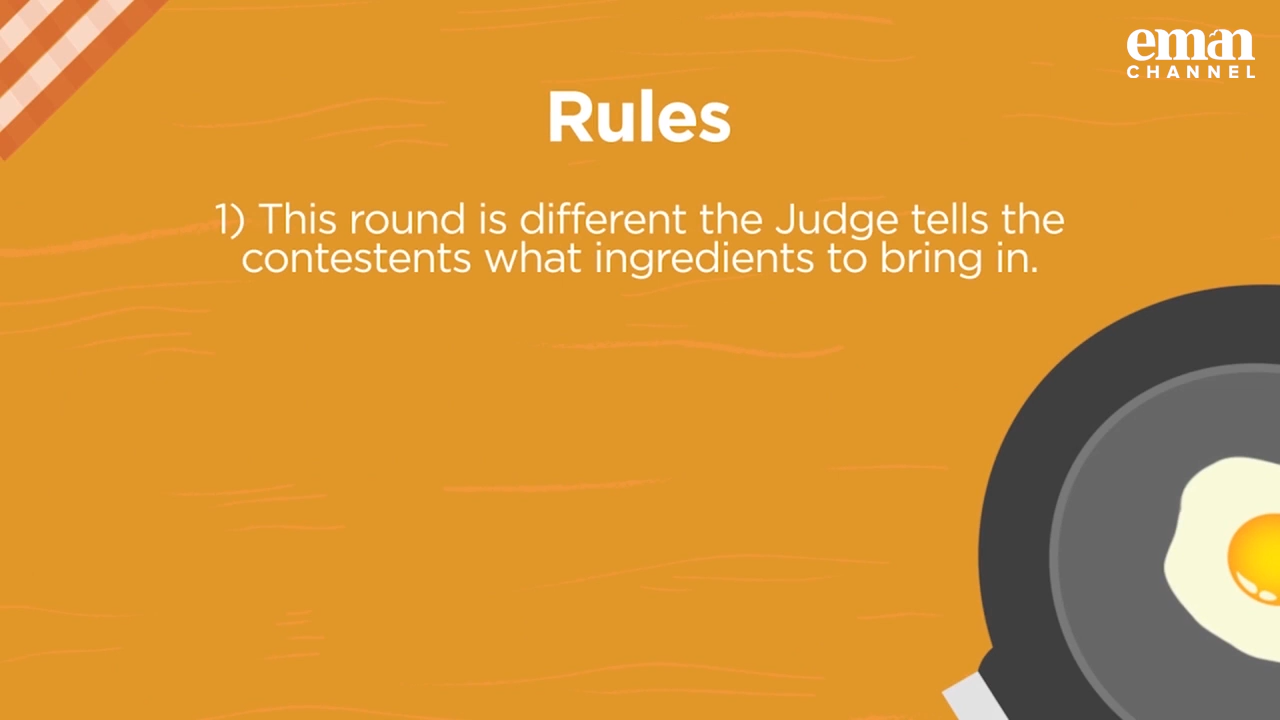 eman
CHANNEL
Rules
1) This round is different the Judge tells the
contestents what ingredients to bring in.